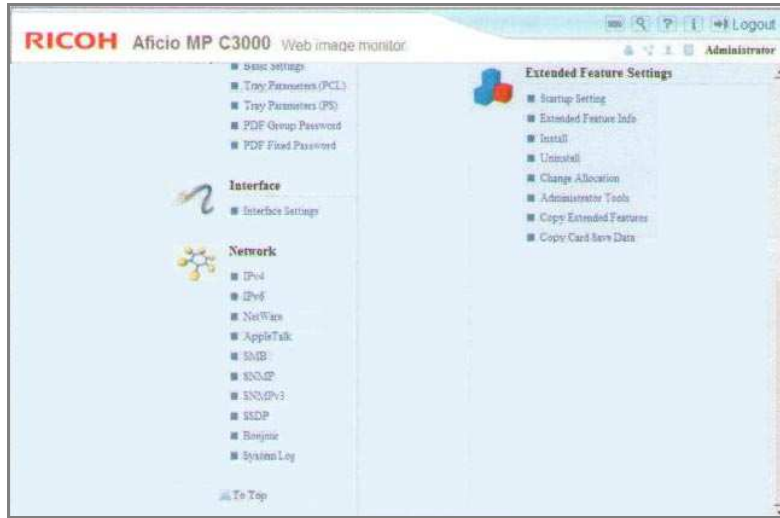 RICOH Aficio MP C3000 Web image monitor
Logout
Administrator
Basic Settings
Tray Parameters (PCL)
Tray Parameters (PS)
PDF Group Password
PDF Fixed Password
Interface
Interface Settings
Network
IPv4
IPv6
NetWare
AppleTalk
SMB
SNMP
SNMPv3
SSDP
Bonjour
System Log
To Top
Extended Feature Settings
Startup Setting
Extended Feature Info
Install
Uninstall
Change Allocation
Administrator Tools
Copy Extended Features
Copy Card Save Data